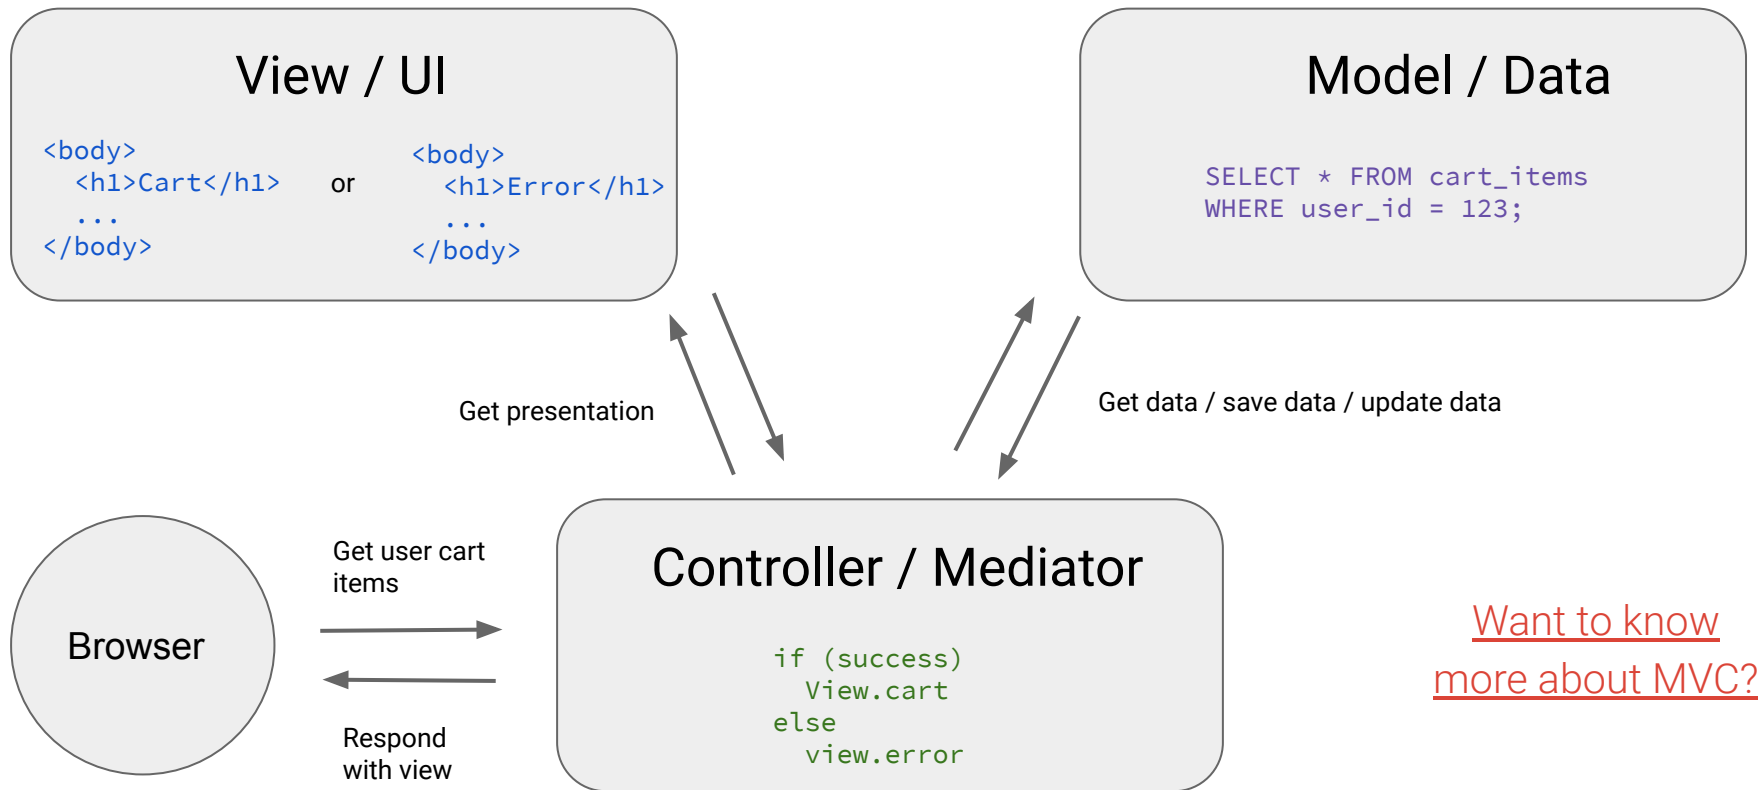 View / UI
<body>
<h1>Cart</h1>
...
</body>
or
<body>
<h1>Error</h1>
...
</body>
Model / Data
SELECT * FROM cart_items
WHERE user_id = 123;
Get presentation
Get data / save data / update data
Browser
Get user cart
items
Respond
with view
Controller / Mediator
if (success)
View.cart
else
view.error
Want to know
more about MVC?